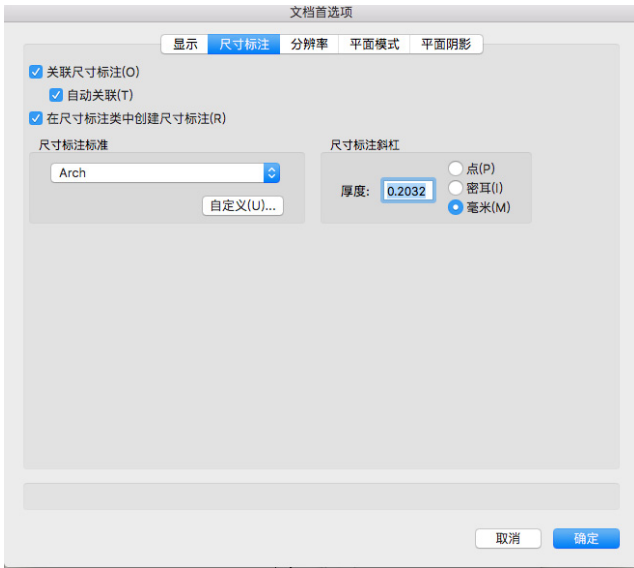 文档首选项
显示 尺寸标注 分辨率 平面模式 平面阴影
关联尺寸标注(O)
自动关联(T)
在尺寸标注类中创建尺寸标注(R)
尺寸标注标准
Arch
自定义(U)...
尺寸标注斜杠
厚度: 0.2032
点(P)
密耳(I)
毫米(M)
取消 确定